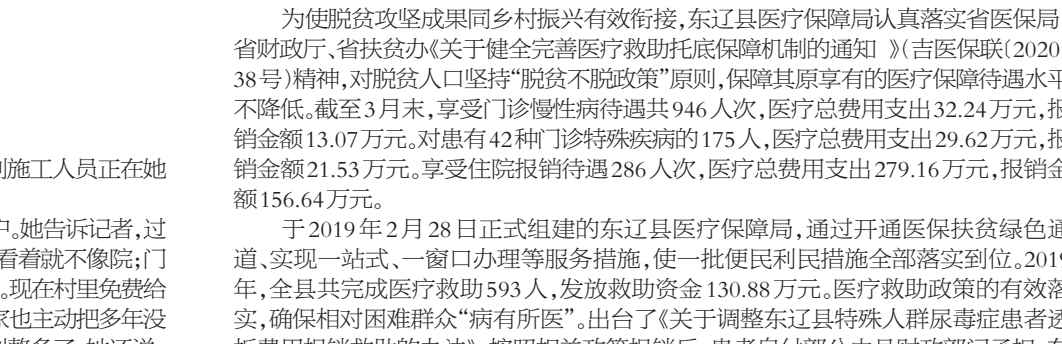 为使脱贫攻坚成果同乡村振兴有效衔接,东辽县医疗保障局认真落实省医保局
省财政厅、省扶贫办《关于健全完善医疗救助托底保障机制的通知 》(吉医保联〔2020
38号)精神,对脱贫人口坚持“脱贫不脱政策”原则,保障其原享有的医疗保障待遇水平
不降低。截至3月末,享受门诊慢性病待遇共946人次,医疗总费用支出32.24万元,报
销金额13.07万元。对患有42种门诊特殊疾病的175人,医疗总费用支出29.62万元,报
销金额21.53万元。享受住院报销待遇286人次,医疗总费用支出279.16万元,报销金
额156.64万元。
于2019年2月28日正式组建的东辽县医疗保障局,通过开通医保扶贫绿色通
道、实现一站式、一窗口办理等服务措施,使一批便民利民措施全部落实到位。2019
年,全县共完成医疗救助593人,发放救助资金130.88万元。医疗救助政策的有效落
实,确保相对困难群众“病有所医”。出台了《关于调整东辽县特殊人群尿毒症患者透
施工人员正在她
户。她告诉记者,过
看着就不像院;门
。现在村里免费给
家也主动把多年没